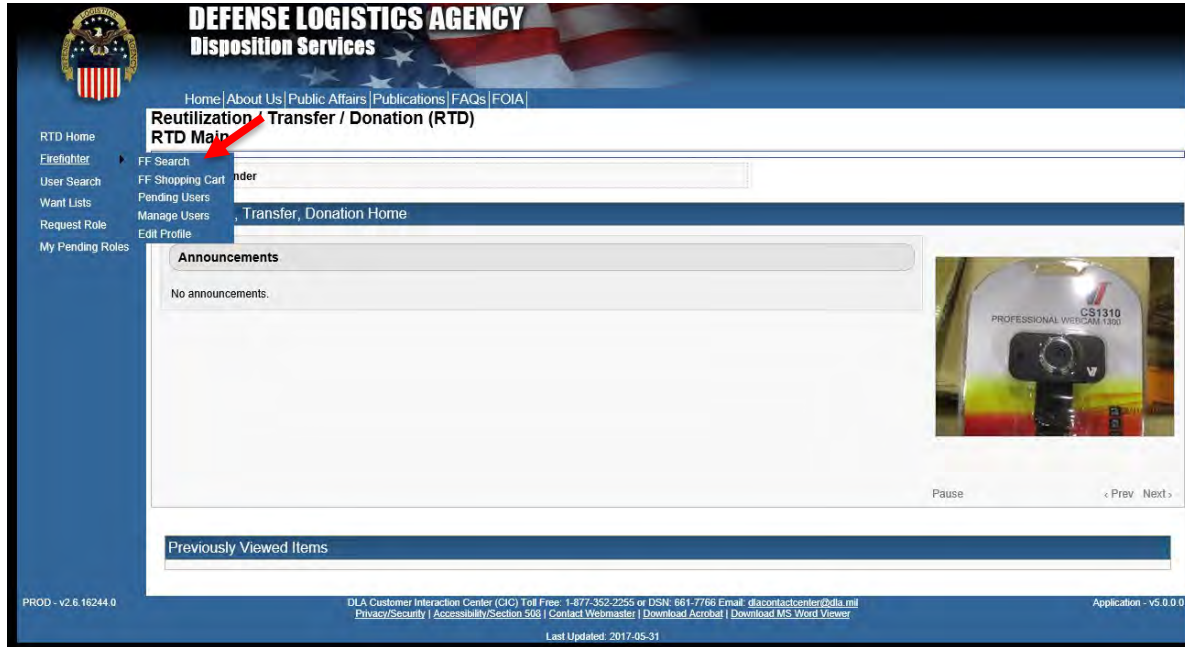 DEFENSE LOGISTICS AGENCY
Disposition Services
Home|About Us|Public Affairs|Publications|FAQs|FOIA|
Reutilization / Transfer / Donation (RTD)
RTD Main
RTD Home
Firefighter
User Search
Want Lists
Request Role
My Pending Roles
FF Search
FF Shopping Cart
Pending Users
Manage Users
Edit Profile
nder
, Transfer, Donation Home
Announcements
No announcements.
CS1310
PROFESSIONAL WEBCAM 1300
Pause
‹ Prev Next ›
Previously Viewed Items
PROD - v2.6.16244.0
DLA Customer Interaction Center (CIC) Toll Free: 1-877-352-2255 or DSN: 661-7766 Email: dlacontactcenter@dla.mil
Privacy/Security | Accessibility/Section 508 | Contact Webmaster | Download Acrobat | Download MS Word Viewer
Application - v5.0.0.0
Last Updated: 2017-05-31